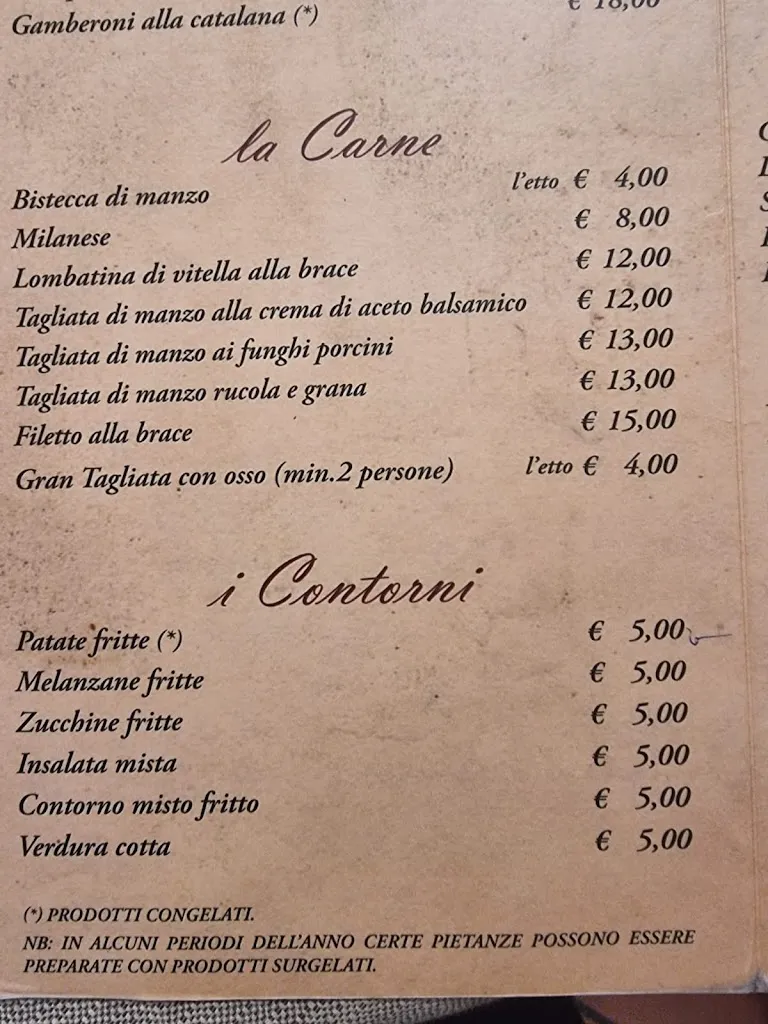 Gamberoni alla catalana (*) € 18,00
la Carne
Bistecca di manzo l'etto € 4,00
Milanese € 8,00
Lombatina di vitella alla brace € 12,00
Tagliata di manzo alla crema di aceto balsamico € 12,00
Tagliata di manzo ai funghi porcini € 13,00
Tagliata di manzo rucola e grana € 13,00
Filetto alla brace € 15,00
Gran Tagliata con osso (min.2 persone) l'etto € 4,00
i Contorni
Patate fritte (*) € 5,00
Melanzane fritte € 5,00
Zucchine fritte € 5,00
Insalata mista € 5,00
Contorno misto fritto € 5,00
Verdura cotta € 5,00
(*) PRODOTTI CONGELATI.
NB: IN ALCUNI PERIODI DELL'ANNO CERTE PIETANZE POSSONO ESSERE
PREPARATE CON PRODOTTI SURGELATI.